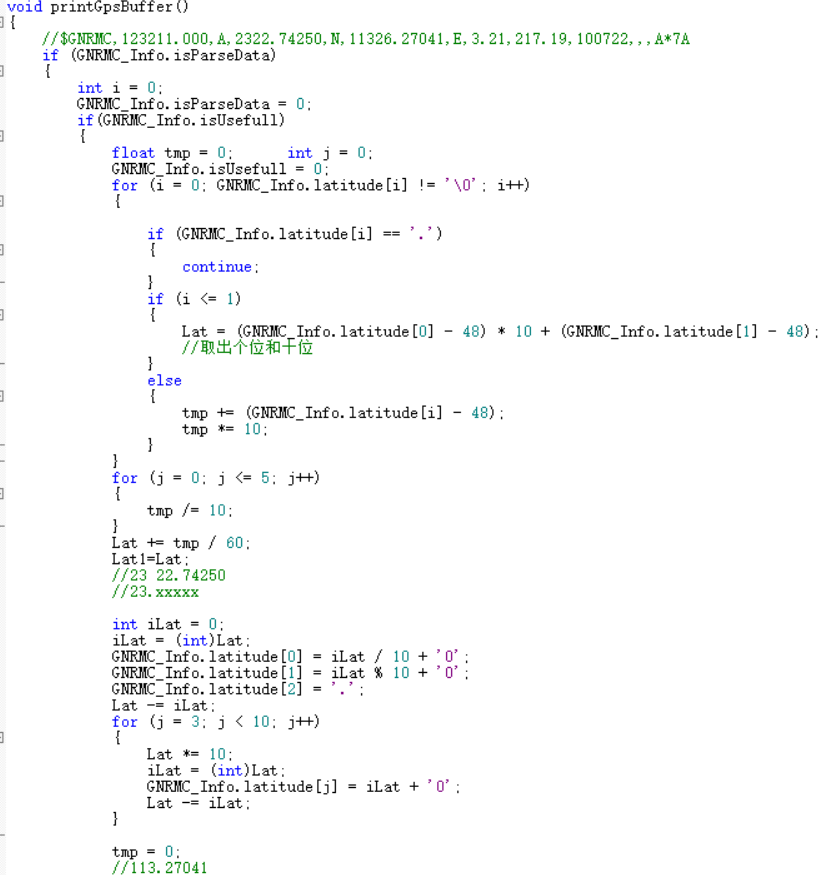 void printGpsBuffer()
{
    //$GNRMC,123211.000,A,2322.74250,N,11326.27041,E,3.21,217.19,100722,,,A*7A
    if (GNRMC_Info.isParseData)
    {
        int i = 0;
        GNRMC_Info.isParseData = 0;
        if(GNRMC_Info.isUsefull)
        {
            float tmp = 0;      int j = 0;
            GNRMC_Info.isUsefull = 0;
            for (i = 0; GNRMC_Info.latitude[i] != '\0'; i++)
            {

                if (GNRMC_Info.latitude[i] == '.')
                {
                    continue;
                }
                if (i <= 1)
                {
                    Lat = (GNRMC_Info.latitude[0] - 48) * 10 + (GNRMC_Info.latitude[1] - 48);
                    //取出个位和十位
                }
                else
                {
                    tmp += (GNRMC_Info.latitude[i] - 48);
                    tmp *= 10;
                }
            }
            for (j = 0; j <= 5; j++)
            {
                tmp /= 10;
            }
            Lat += tmp / 60;
            Lat1=Lat;
            //23 22.74250
            //23.xxxxx

            int iLat = 0;
            iLat = (int)Lat;
            GNRMC_Info.latitude[0] = iLat / 10 + '0';
            GNRMC_Info.latitude[1] = iLat % 10 + '0';
            GNRMC_Info.latitude[2] = '.';
            Lat -= iLat;
            for (j = 3; j < 10; j++)
            {
                Lat *= 10;
                iLat = (int)Lat;
                GNRMC_Info.latitude[j] = iLat + '0';
                Lat -= iLat;
            }

            tmp = 0;
            //113.27041